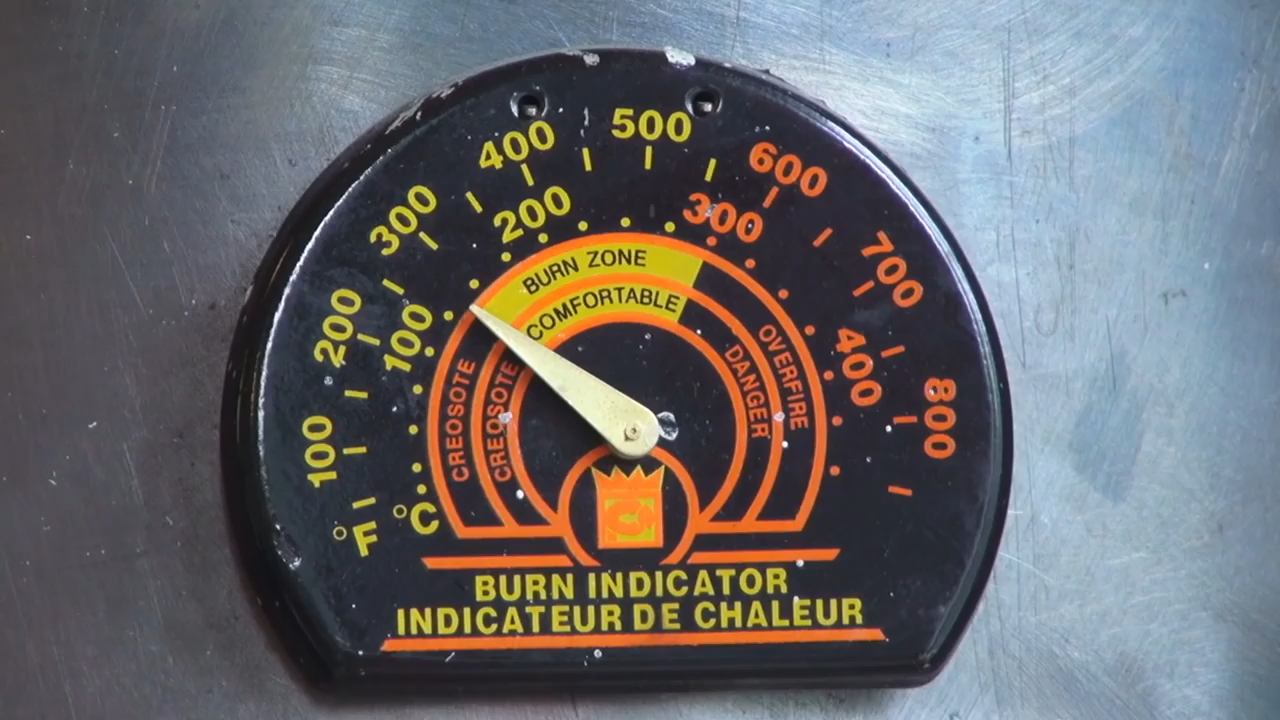 100 200 300 400 500 600 700 800
100 200 300 400
°F °C
BURN ZONE
COMFORTABLE
CREOSOTE
CREOSOTE
OVERFIRE
DANGER
C
BURN INDICATOR
INDICATEUR DE CHALEUR